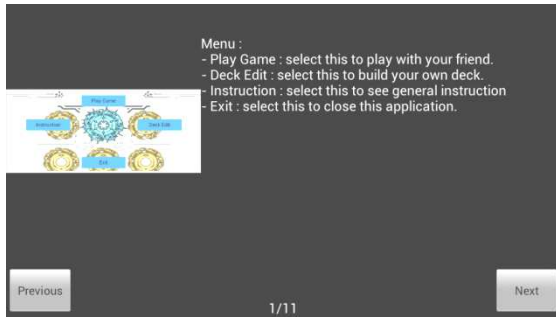 Menu :
- Play Game : select this to play with your friend.
- Deck Edit : select this to build your own deck.
- Instruction : select this to see general instruction
- Exit : select this to close this application.
Play Game
Instruction
Deck Edit
Exit
Previous
1/11
Next